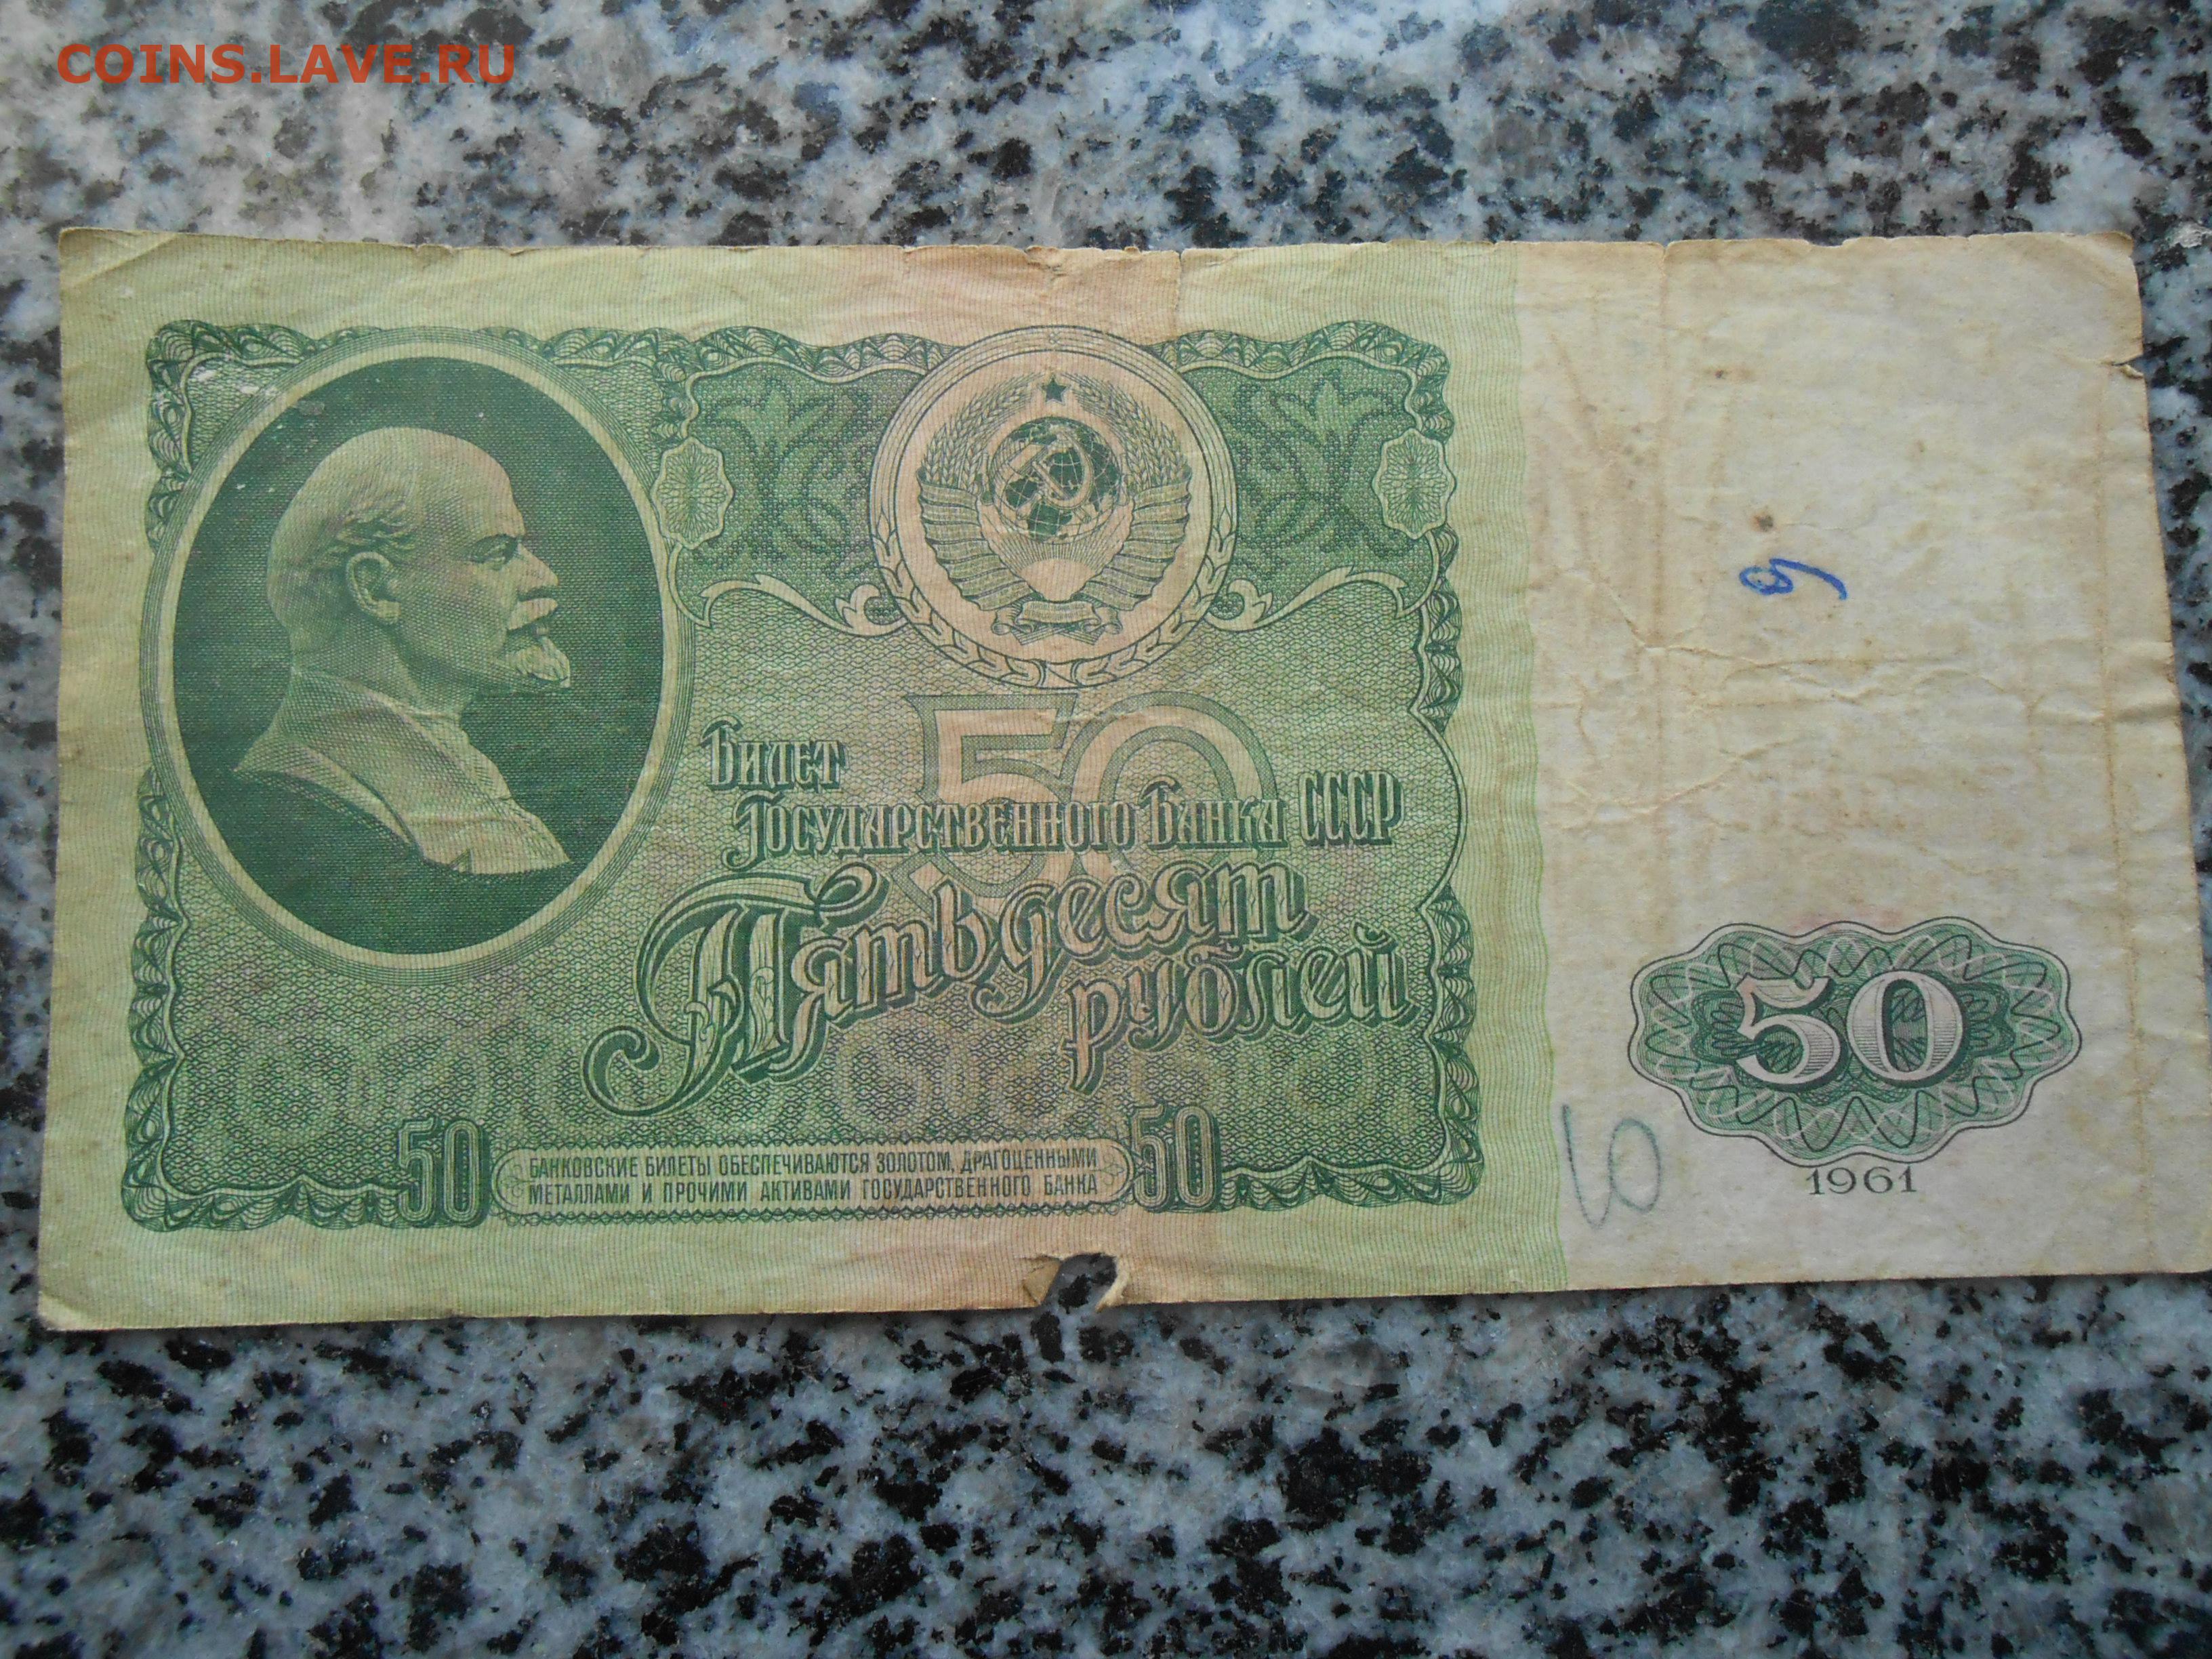 COINS.LAVE.RU
Билет
Государственного Банка СССР
50
Пятьдесят
рублей
50
50
БАНКОВСКИЕ БИЛЕТЫ ОБЕСПЕЧИВАЮТСЯ ЗОЛОТОМ, ДРАГОЦЕННЫМИ
МЕТАЛЛАМИ И ПРОЧИМИ АКТИВАМИ ГОСУДАРСТВЕННОГО БАНКА
50
50
1961